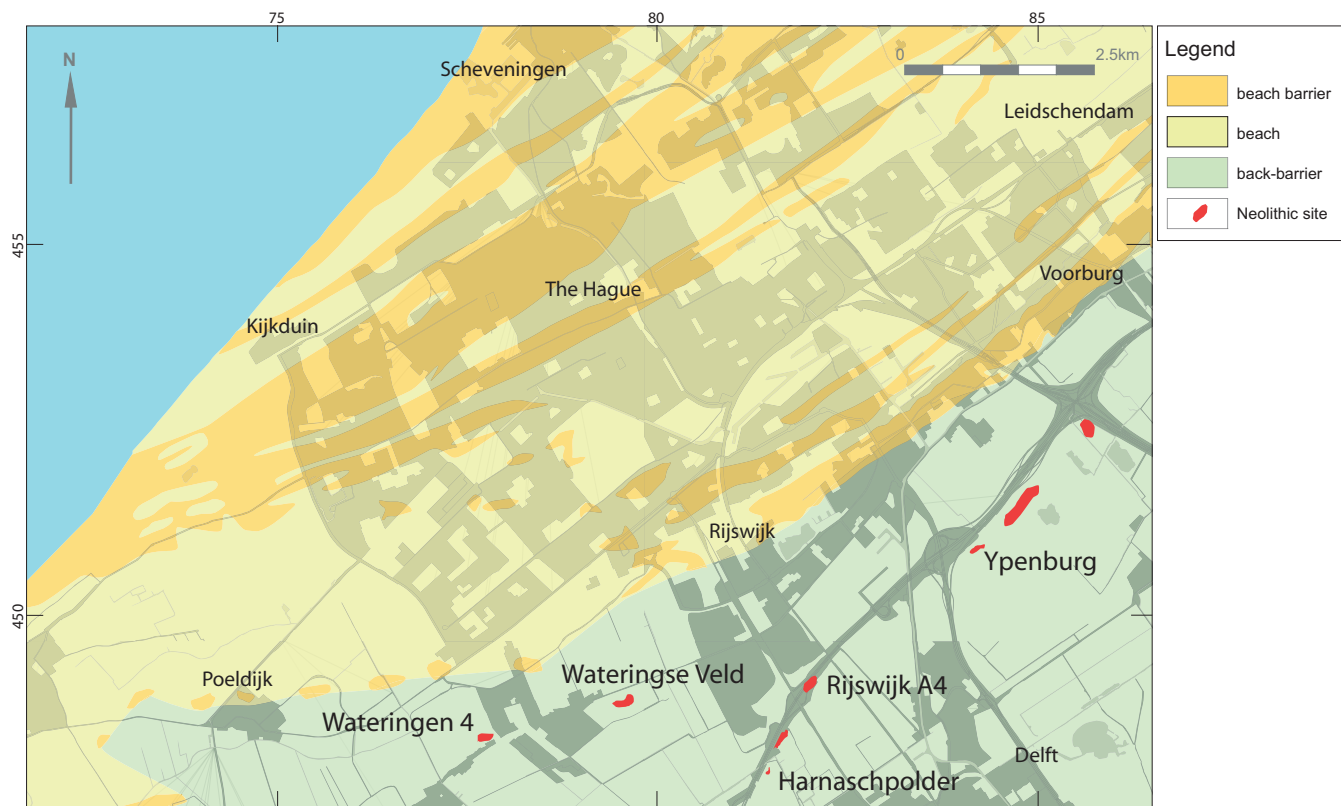 75
80
85
N
Scheveningen
0
2.5km
Legend
beach barrier
Leidschendam
beach
back-barrier
Neolithic site
455
Voorburg
The Hague
Kijkduin
Rijswijk
Ypenburg
450
Poeldijk
Wateringse Veld
Rijswijk A4
Wateringen 4
Delft
Harnaschpolder